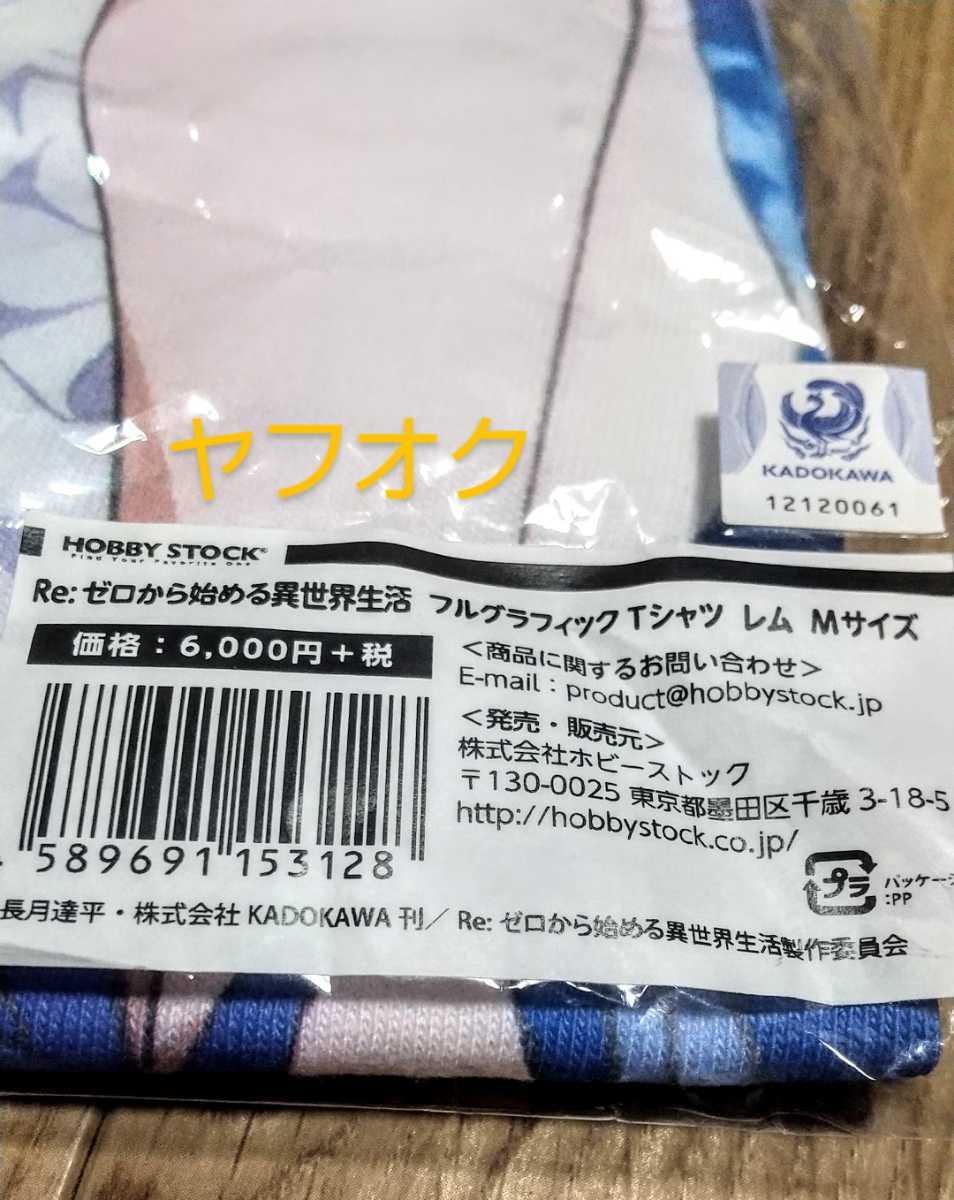 ヤフオク
KADOKAWA
12120061
HOBBY STOCK
Find Your Favorite One
Re:ゼロから始める異世界生活 フルグラフィックTシャツ レム Mサイズ
価格:6,000円+税
<商品に関するお問い合わせ>
E-mail:product@hobbystock.jp
<発売・販売元>
株式会社ホビーストック
〒130-0025 東京都墨田区千歳 3-18-5
http://hobbystock.co.jp/
589691 153128
プラ
パッケージ
:PP
長月達平・株式会社 KADOKAWA 刊/Re:ゼロから始める異世界生活製作委員会